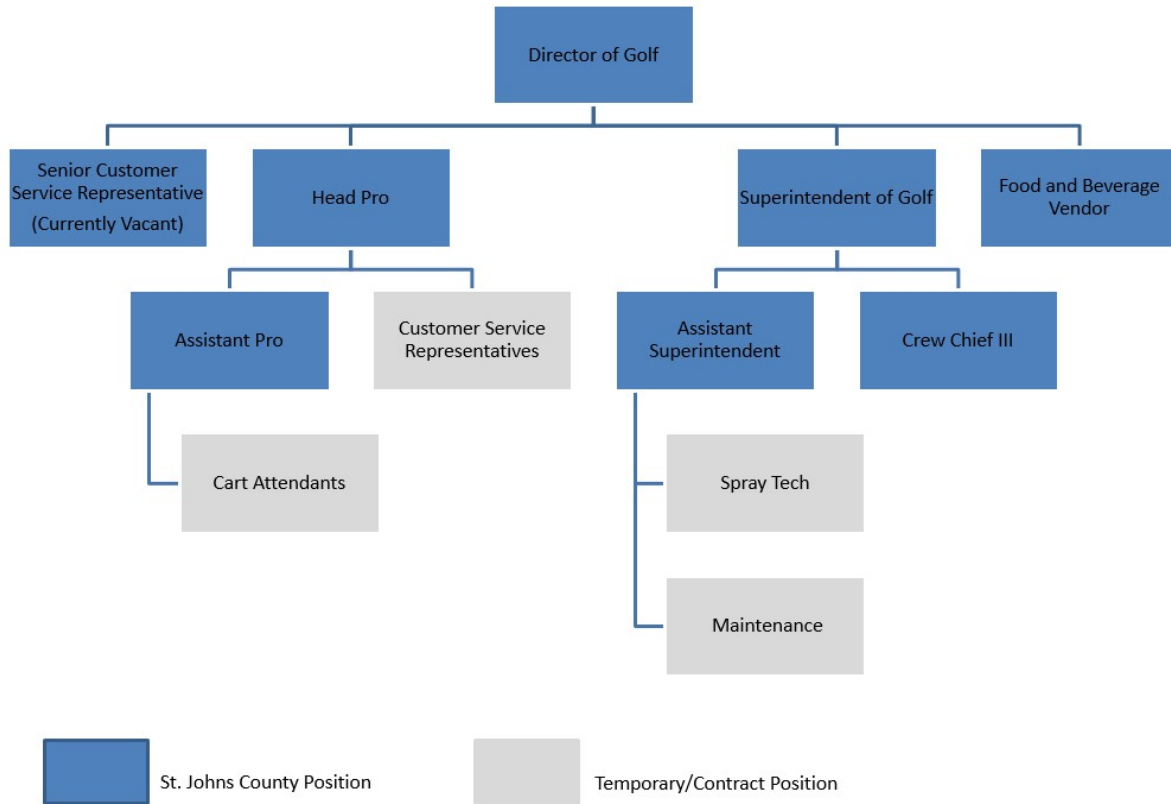 Director of Golf
Senior Customer
Service Representative
(Currently Vacant)
Head Pro
Superintendent of Golf
Food and Beverage
Vendor
Assistant Pro
Customer Service
Representatives
Assistant
Superintendent
Crew Chief III
Cart Attendants
Spray Tech
Maintenance
St. Johns County Position
Temporary/Contract Position